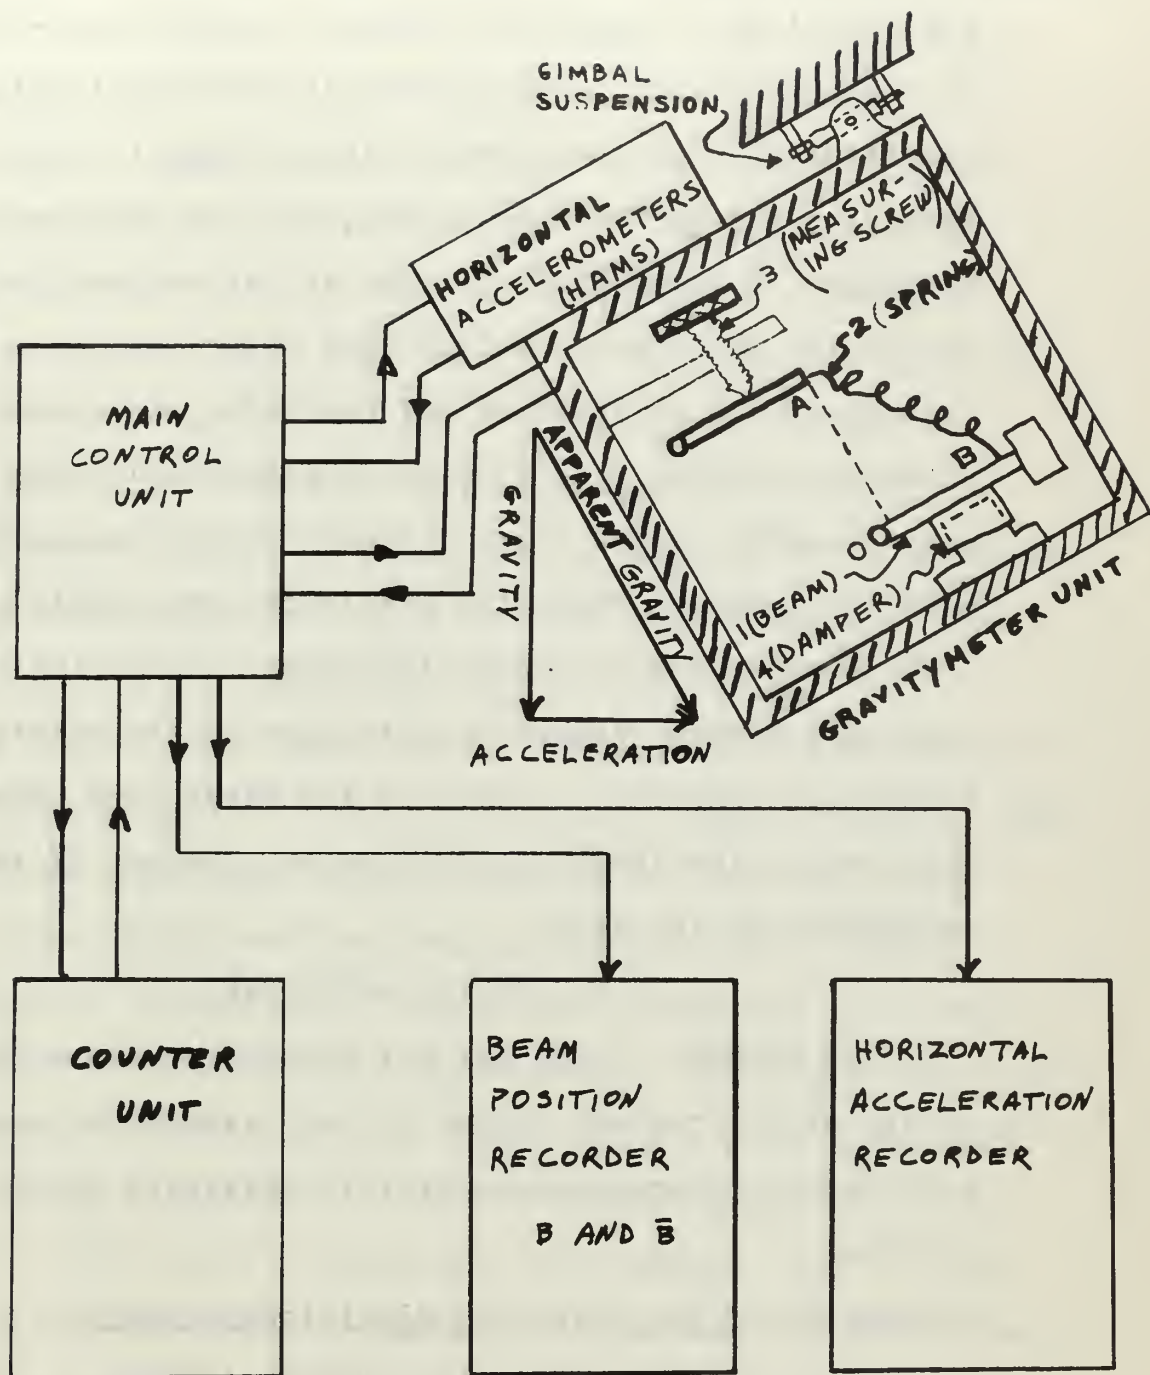 GIMBAL
SUSPENSION
HORIZONTAL
ACCELEROMETERS
(HAMS)
(MEASUR-
ING SCREW)
3
2 (SPRING)
A
B
O
1 (BEAM)
4 (DAMPER)
GRAVITYMETER UNIT
MAIN
CONTROL
UNIT
GRAVITY
APPARENT GRAVITY
ACCELERATION
COUNTER
UNIT
BEAM
POSITION
RECORDER
B AND B̅
HORIZONTAL
ACCELERATION
RECORDER